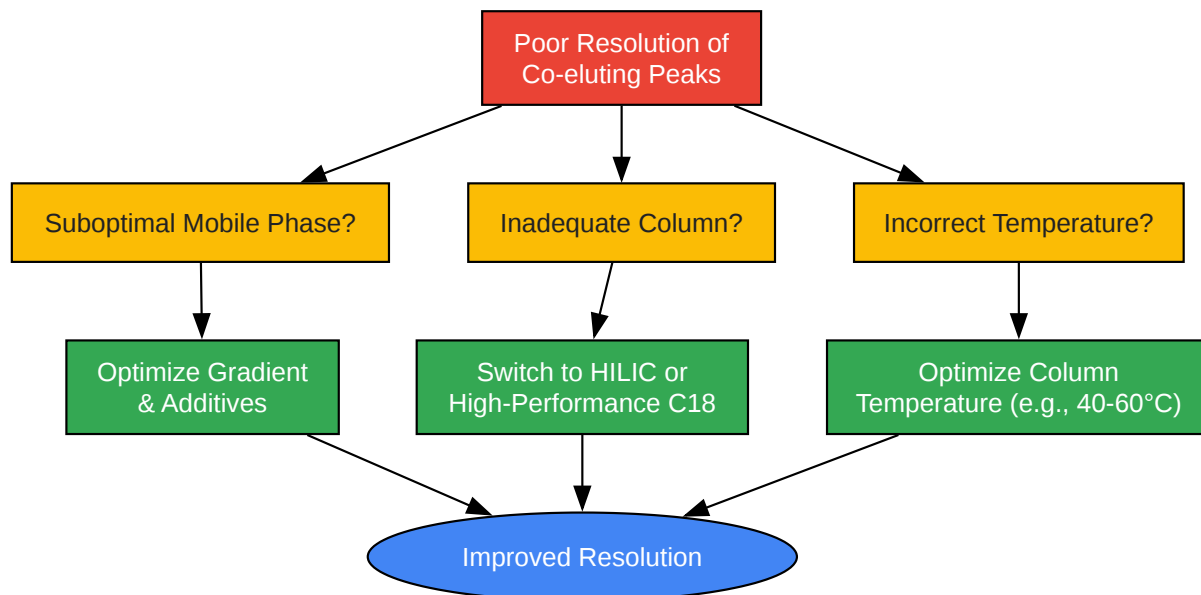 Poor Resolution of
Co-eluting Peaks
Suboptimal Mobile Phase?
Inadequate Column?
Incorrect Temperature?
Optimize Gradient
& Additives
Switch to HILIC or
High-Performance C18
Optimize Column
Temperature (e.g., 40-60°C)
Improved Resolution